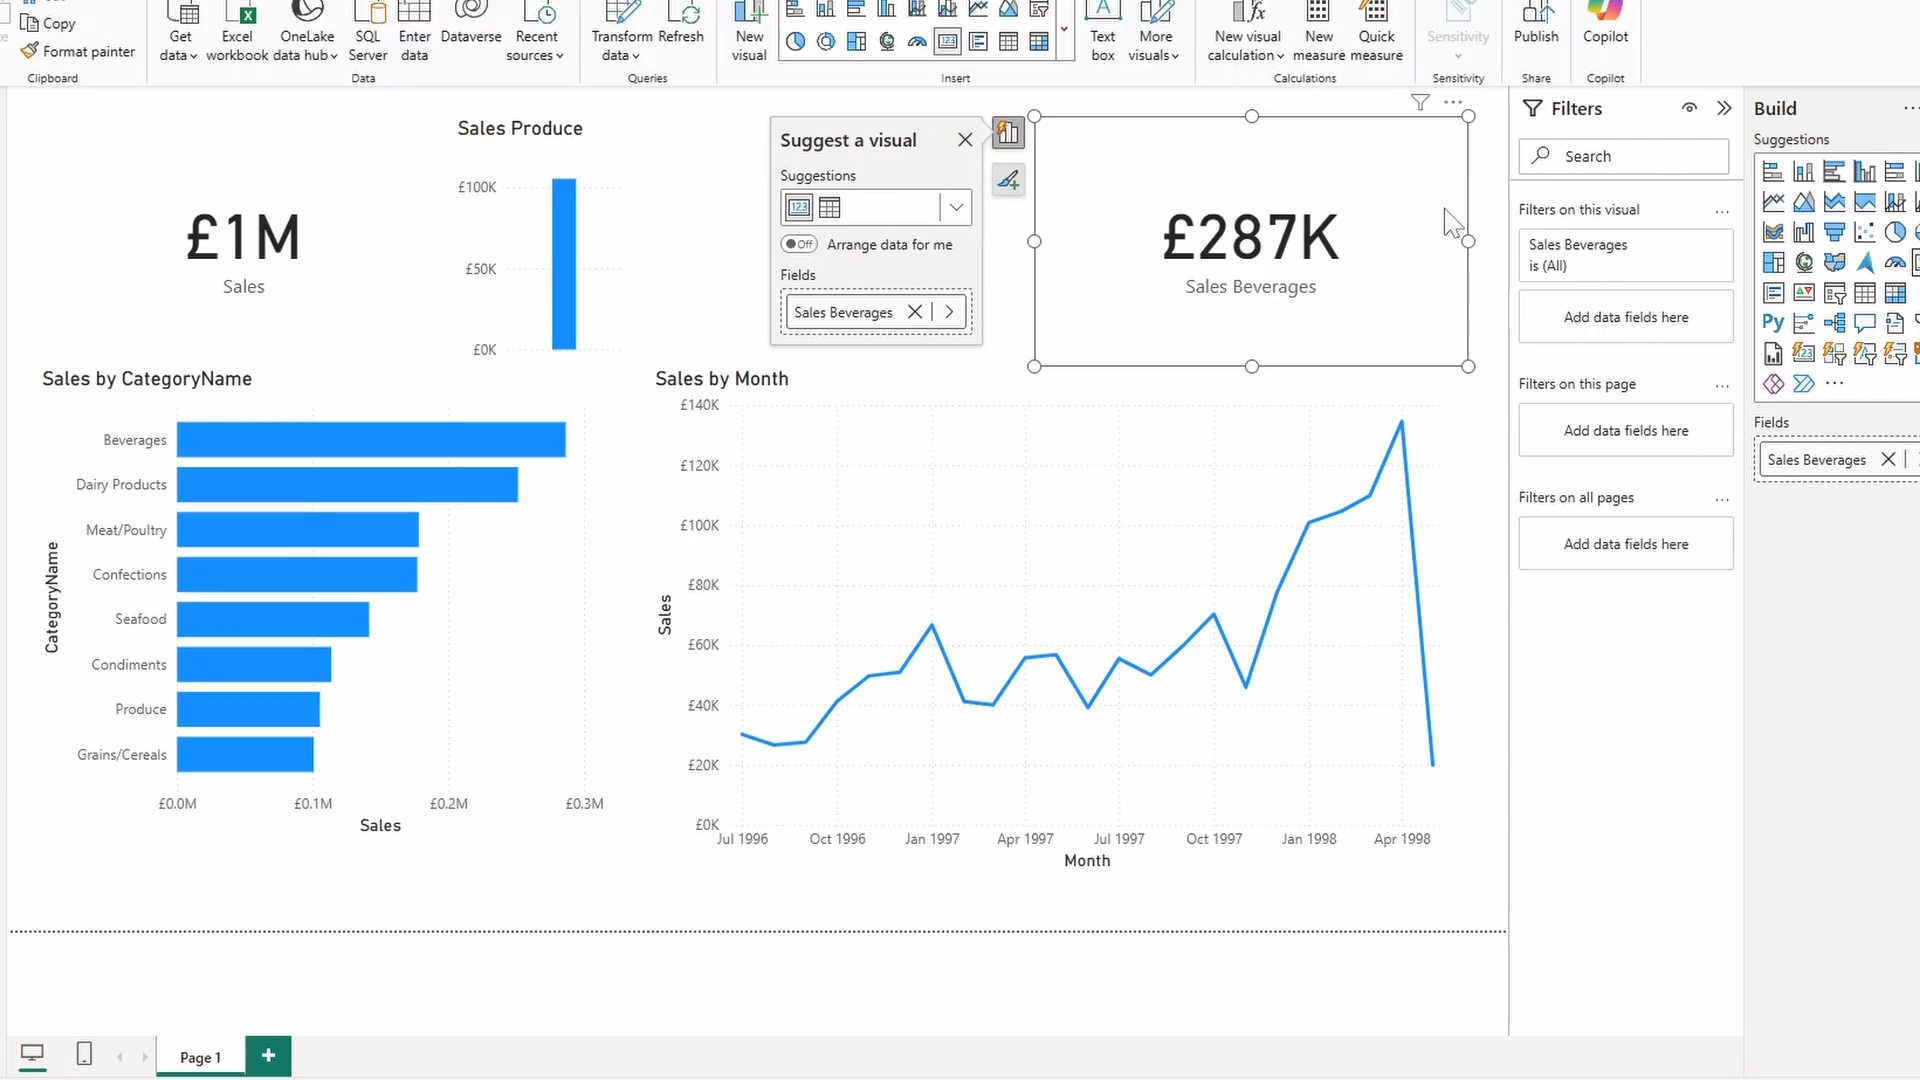 Copy
Format painter
Clipboard
Get
data
Excel
workbook
OneLake
data hub
SQL
Server
Enter
data
Dataverse
Recent
sources
Data
Transform
data
Refresh
Queries
New
visual
Insert
A
Text
box
More
visuals
fx
New visual
calculation
New
measure
Quick
measure
Calculations
Sensitivity
Sensitivity
Publish
Share
Copilot
Copilot
Sales Produce
£100K
£50K
£0K
£1M
Sales
Suggest a visual
Suggestions
123
Off
Arrange data for me
Fields
Sales Beverages
£287K
Sales Beverages
Sales by CategoryName
CategoryName
Beverages
Dairy Products
Meat/Poultry
Confections
Seafood
Condiments
Produce
Grains/Cereals
£0.0M
£0.1M
£0.2M
£0.3M
Sales
Sales by Month
Sales
£140K
£120K
£100K
£80K
£60K
£40K
£20K
£0K
Jul 1996
Oct 1996
Jan 1997
Apr 1997
Jul 1997
Oct 1997
Jan 1998
Apr 1998
Month
Filters
Search
Filters on this visual
...
Sales Beverages
is (All)
Add data fields here
Filters on this page
...
Add data fields here
Filters on all pages
...
Add data fields here
Build
Suggestions
Py
123
Fields
Sales Beverages
Page 1